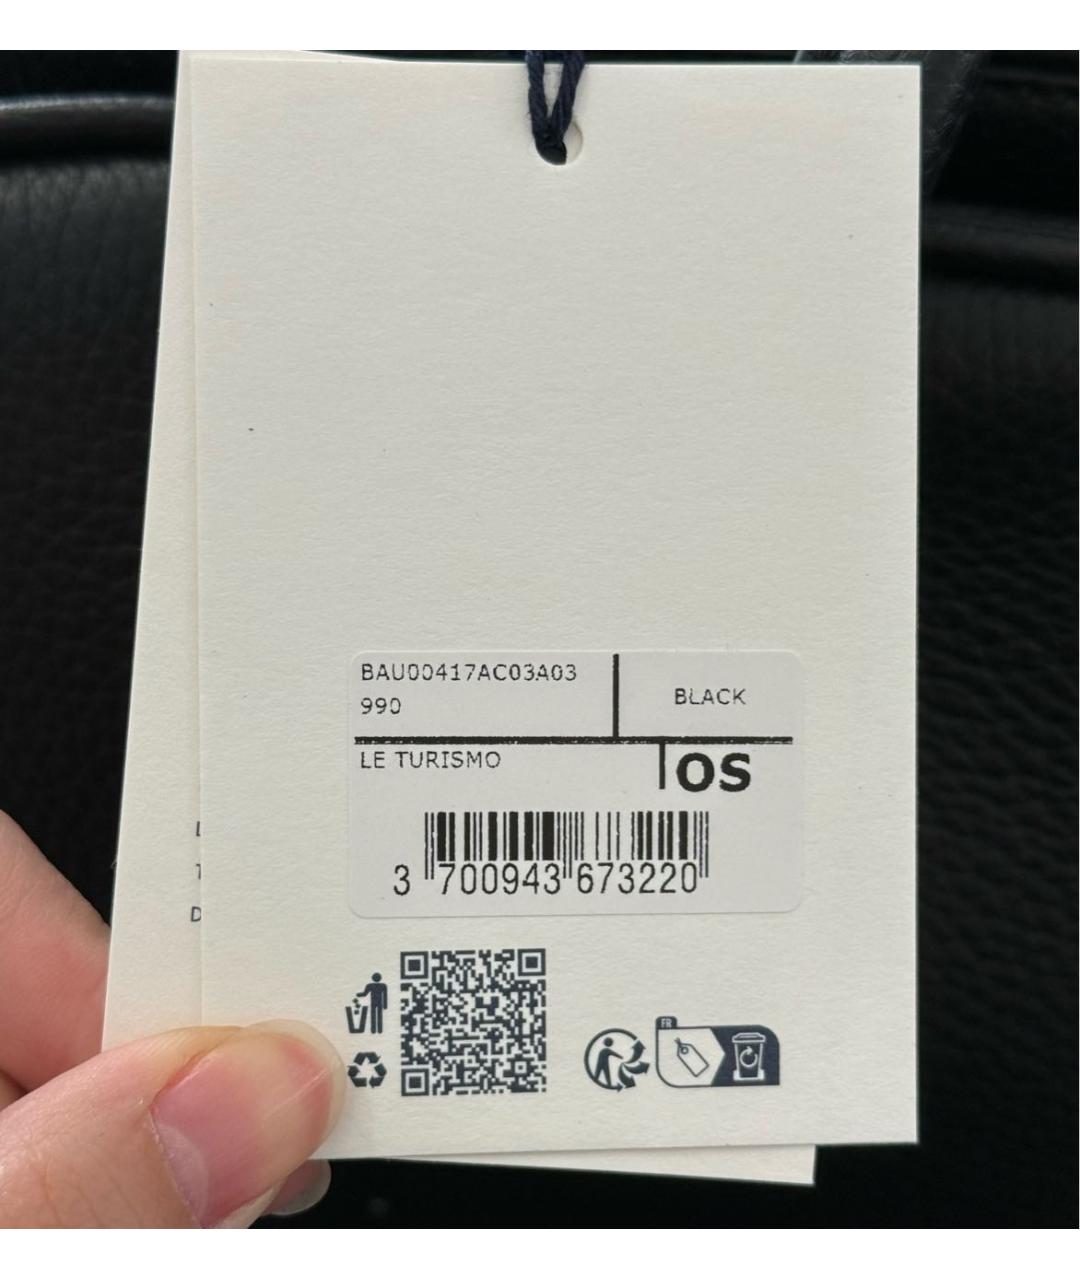 BAU00417AC03A03
990
BLACK
LE TURISMO
OS
3 700943 673220
FR
D